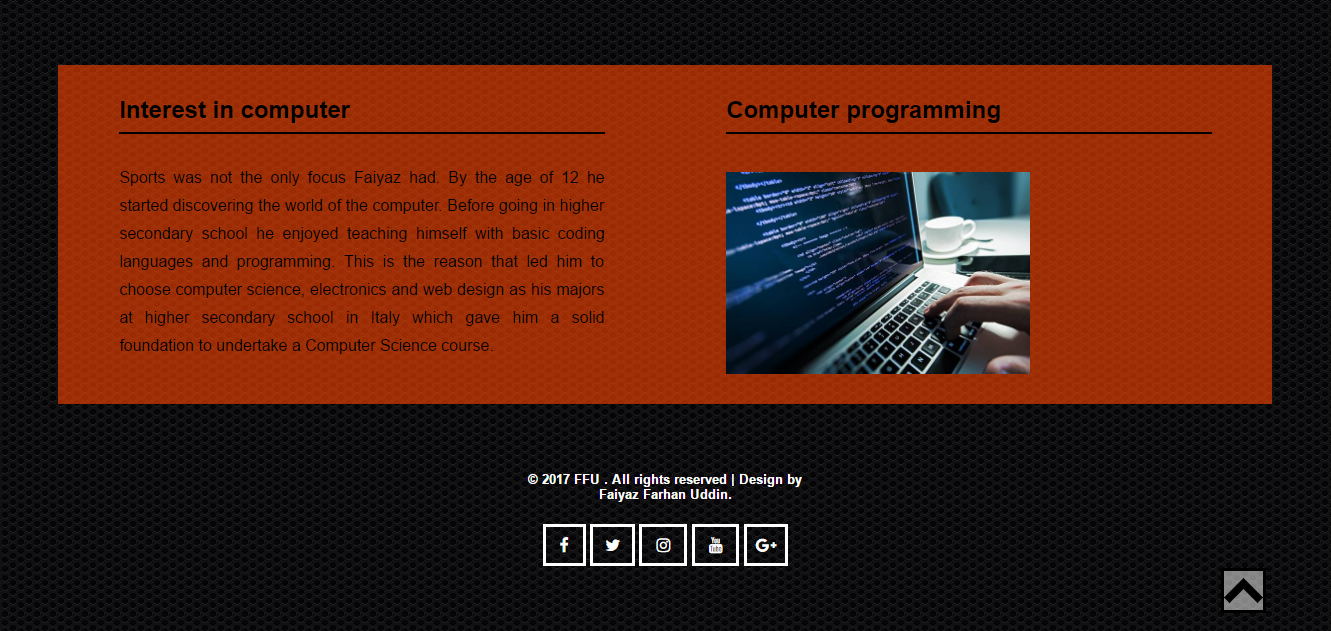 Interest in computer
Sports was not the only focus Faiyaz had. By the age of 12 he
started discovering the world of the computer. Before going in higher
secondary school he enjoyed teaching himself with basic coding
languages and programming. This is the reason that led him to
choose computer science, electronics and web design as his majors
at higher secondary school in Italy which gave him a solid
foundation to undertake a Computer Science course.
Computer programming
© 2017 FFU . All rights reserved | Design by
Faiyaz Farhan Uddin.
You
Tube
G+